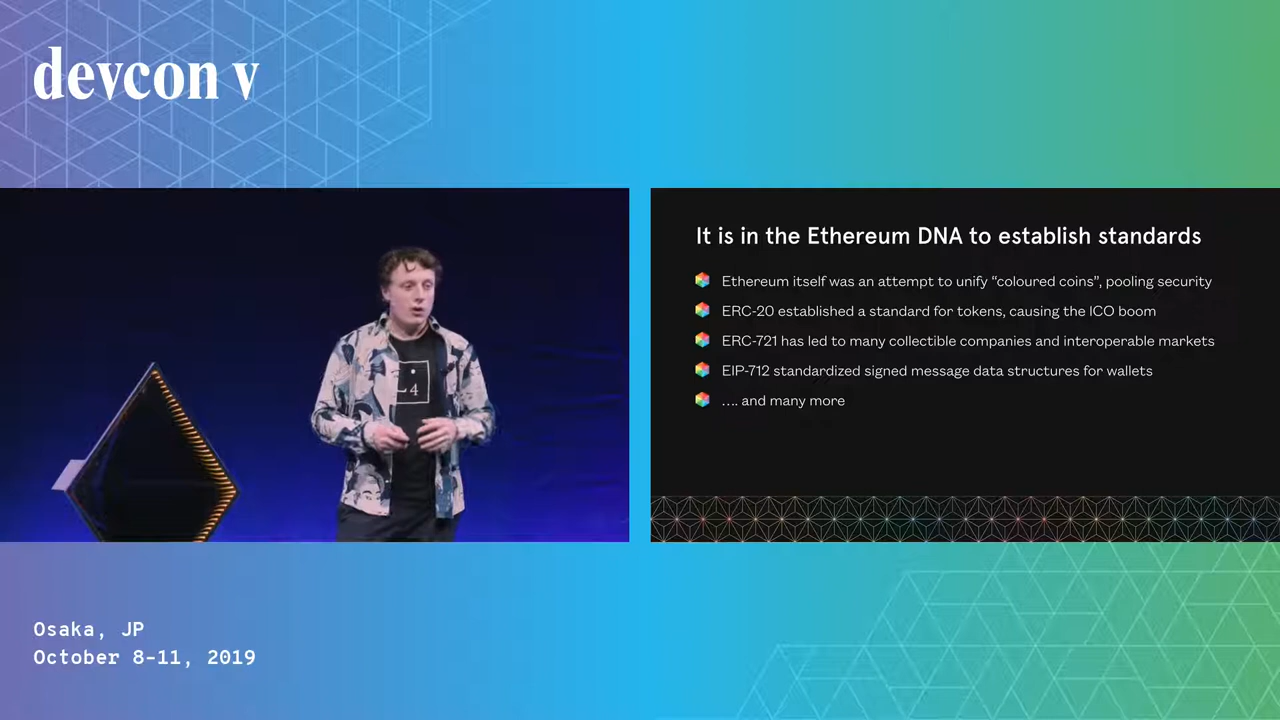 devcon v
It is in the Ethereum DNA to establish standards
Ethereum itself was an attempt to unify “coloured coins”, pooling security
ERC-20 established a standard for tokens, causing the ICO boom
ERC-721 has led to many collectible companies and interoperable markets
EIP-712 standardized signed message data structures for wallets
.... and many more
4
Osaka, JP
October 8-11, 2019